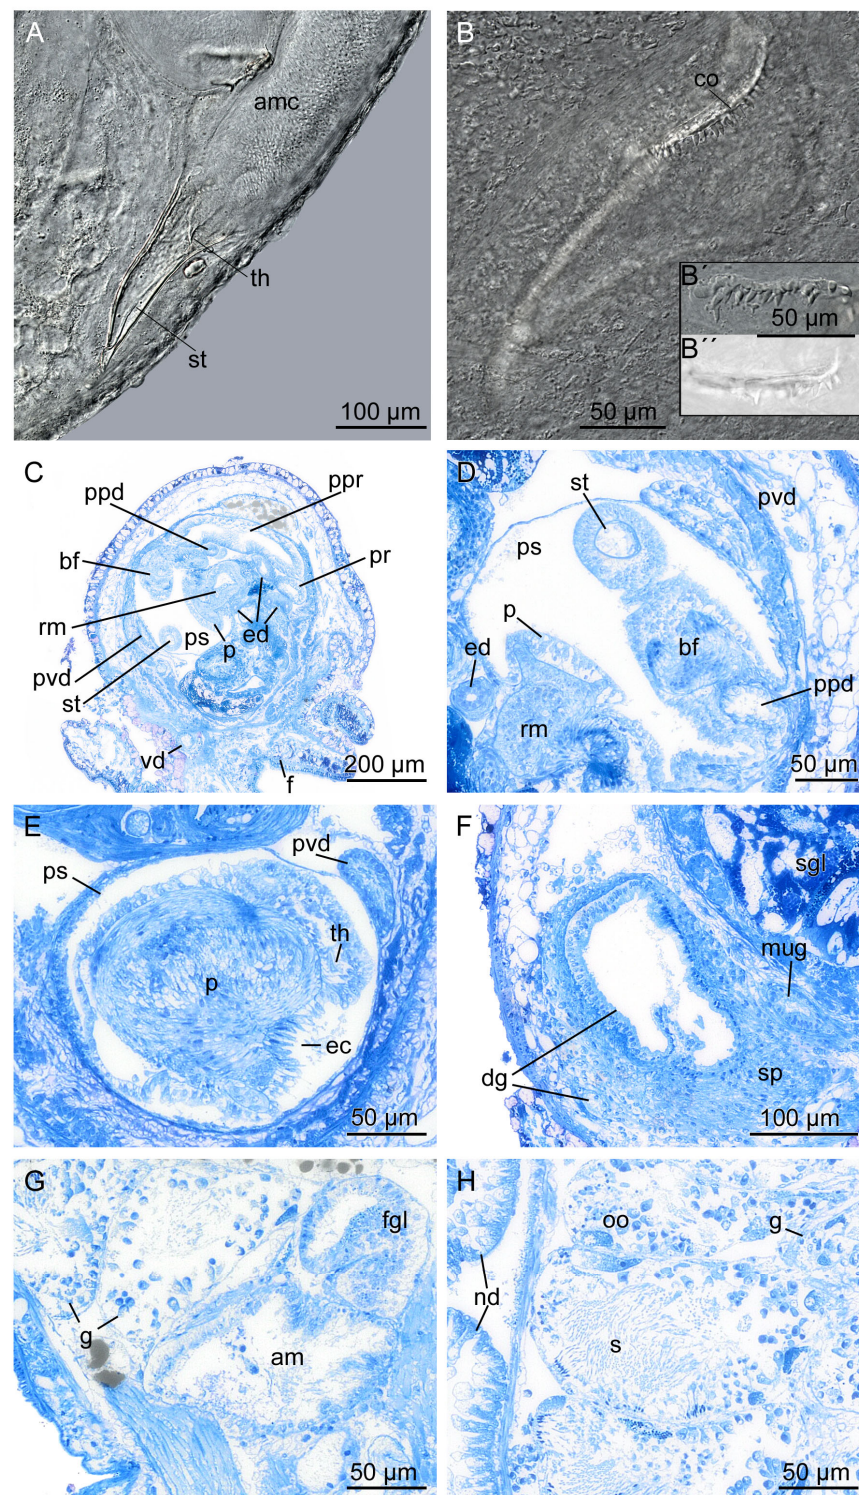 A
amc
th
st
100 µm
B
co
B´
50 µm
B´´
50 µm
C
ppd
ppr
bf
pr
rm
ps
p
ed
pvd
st
vd
f
200 µm
D
st
pvd
ps
p
ed
bf
ppd
rm
50 µm
E
pvd
ps
th
p
ec
50 µm
F
sgl
mug
dg
sp
100 µm
G
fgl
g
am
50 µm
H
oo
g
nd
s
50 µm